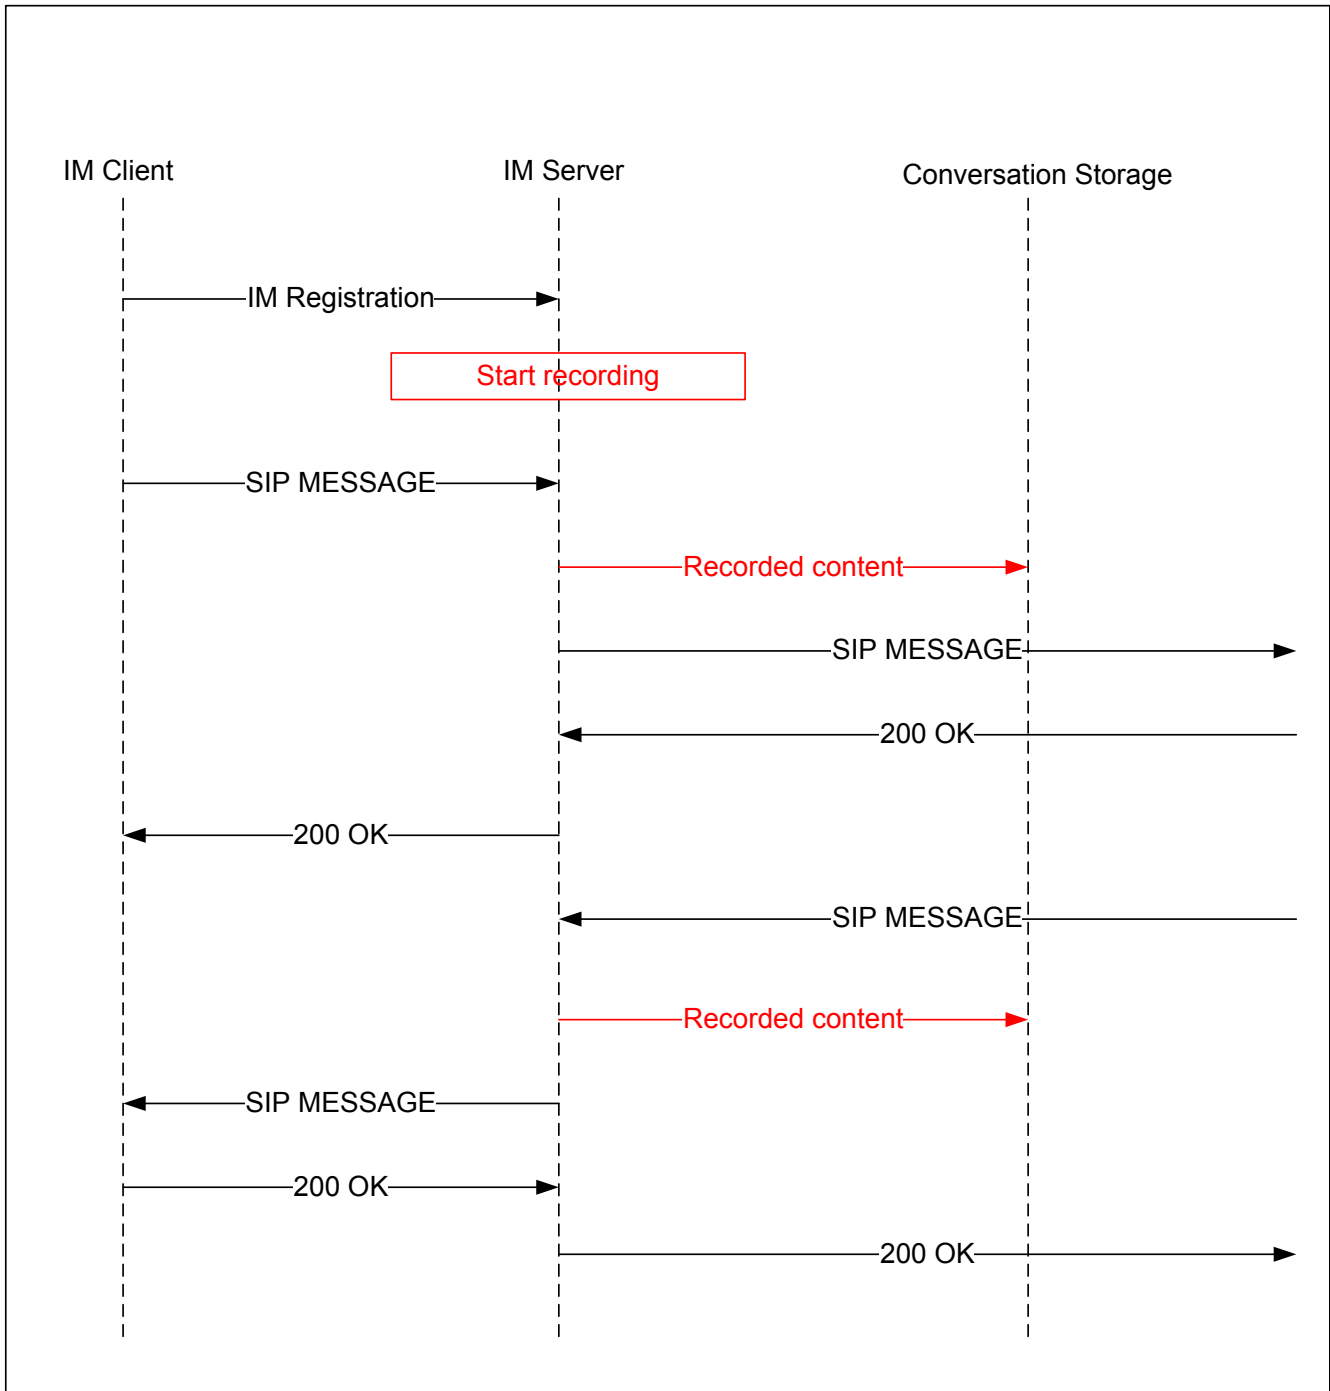 IM Client
IM Server
Conversation Storage
IM Registration
Start recording
SIP MESSAGE
Recorded content
SIP MESSAGE
200 OK
200 OK
SIP MESSAGE
Recorded content
SIP MESSAGE
200 OK
200 OK